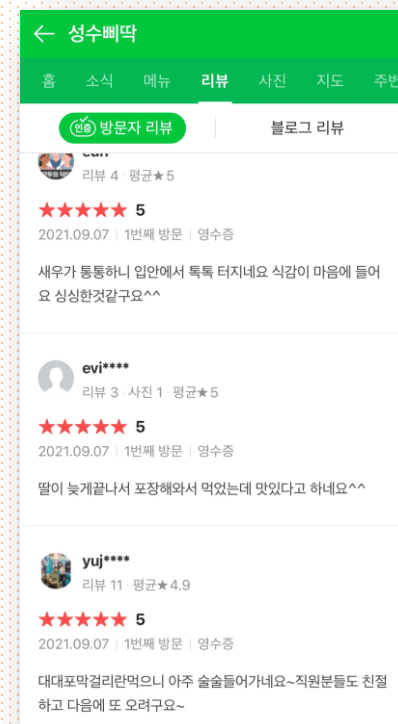 ← 성수삐딱
홈 소식 메뉴 리뷰 사진 지도 주변
인증 방문자 리뷰 블로그 리뷰
리뷰 4 평균★5
★★★★★ 5
2021.09.07 1번째 방문 영수증
새우가 통통하니 입안에서 톡톡 터지네요 식감이 마음에 들어
요 싱싱한것같구요^^
evi****
리뷰 3 사진 1 평균★5
★★★★★ 5
2021.09.07 1번째 방문 영수증
딸이 늦게끝나서 포장해와서 먹었는데 맛있다고 하네요^^
yuj****
리뷰 11 평균★4.9
★★★★★ 5
2021.09.07 1번째 방문 영수증
대대포막걸리란먹으니 아주 술술들어가네요~직원분들도 친절
하고 다음에 또 오려구요~